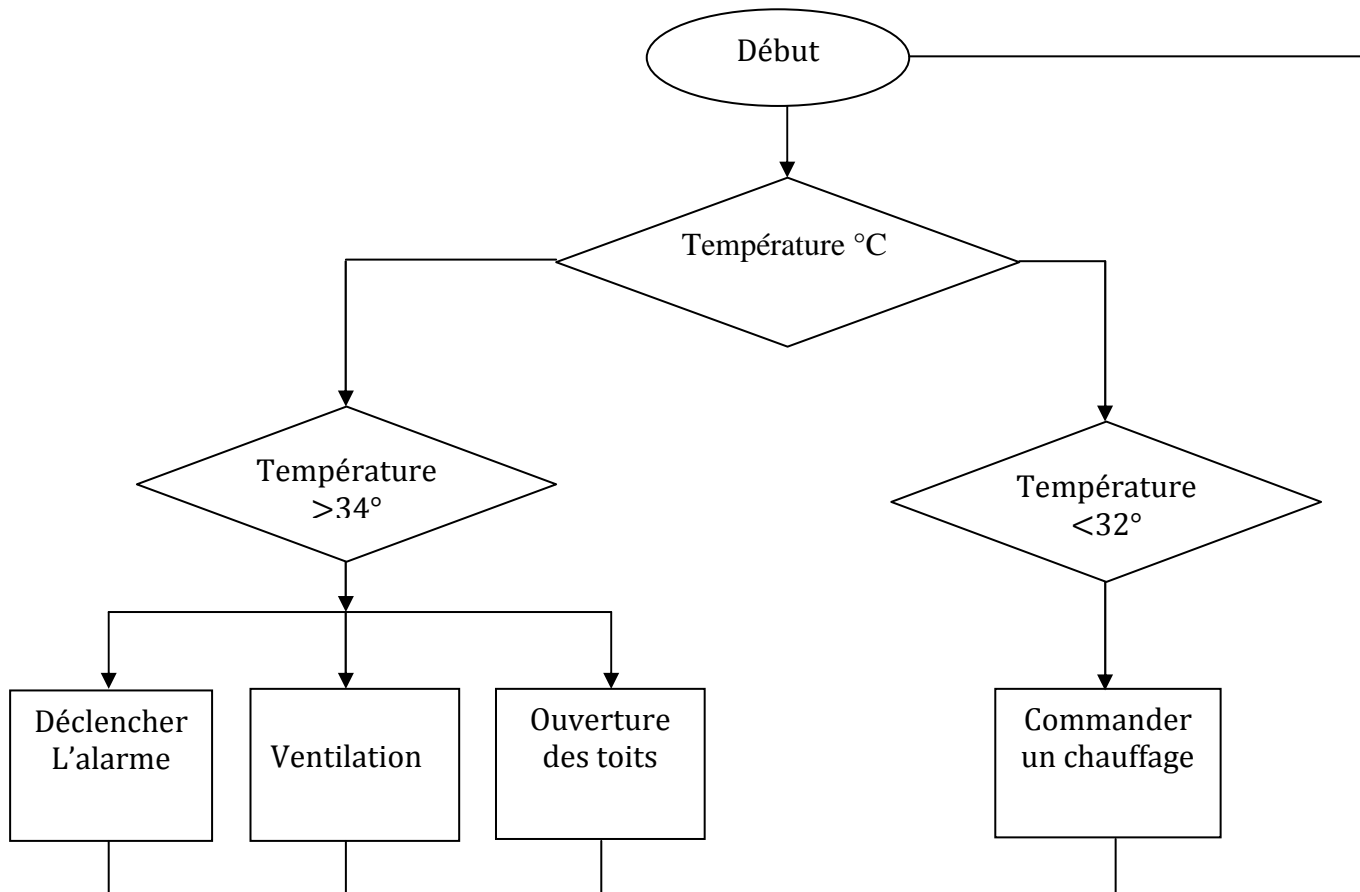 Début
Température °C
Température
>34°
Température
<32°
Déclencher
L’alarme
Ventilation
Ouverture
des toits
Commander
un chauffage